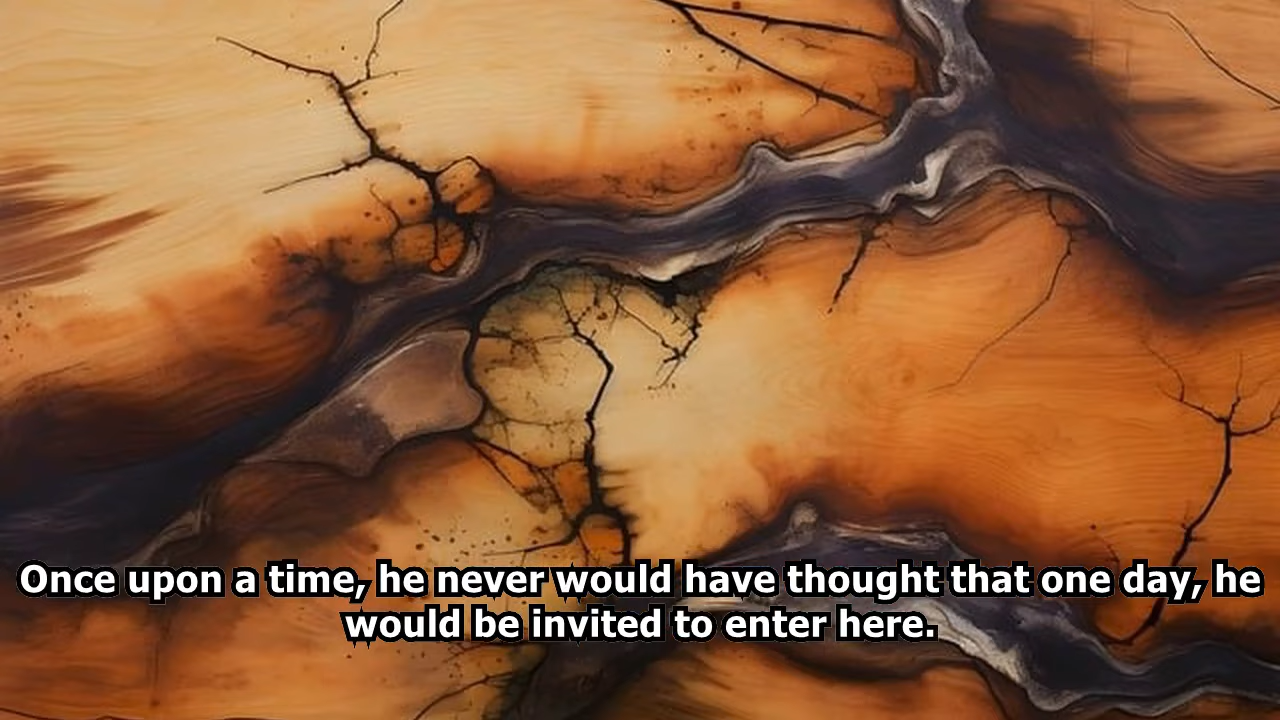 Once upon a time, he never would have thought that one day, he
would be invited to enter here.